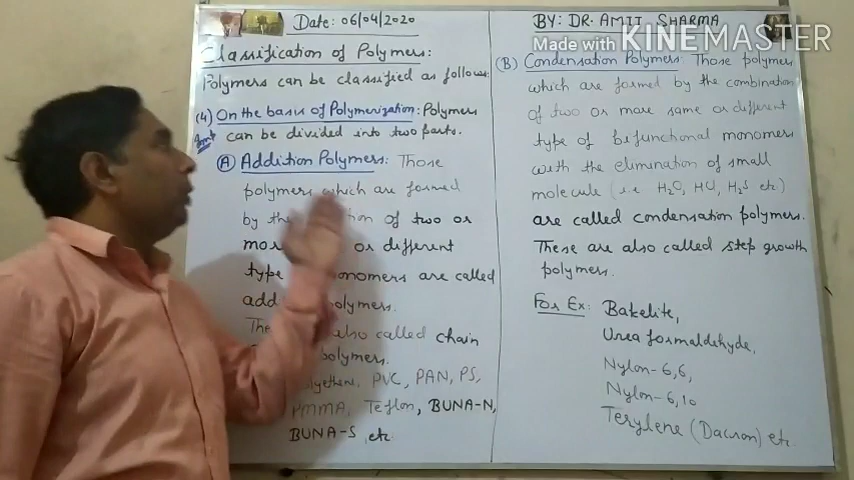 Date: 06/04/2020
Classification of Polymers:
Polymers can be classified as follows:
(4) On the basis of Polymerization: Polymers
Imp can be divided into two parts.
(A) Addition Polymers: Those
polymers which are formed
by the of two or
or different
type monomers are called
polymers.
also called chain
polymers.
PVC, PAN, PS,
PMMA, Teflon, BUNA-N,
BUNA-S, etc.
BY: DR. AMIT SHARMA
Made with KINEMASTER
(B) Condensation Polymers: Those polymers
which are formed by the combination
of two or more same or different
type of bifunctional monomers
with the elimination of small
molecule (i.e H2O, HCl, H2S etc)
are called condensation polymers.
These are also called step growth
polymers.
For Ex: Bakelite,
Urea formaldehyde,
Nylon-6,6,
Nylon-6,10
Terylene (Dacron) etc.